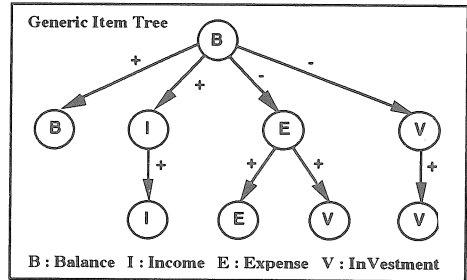 Generic Item Tree
B
+ + - -
B I E V
+ + + +
I E V V
B : Balance I : Income E : Expense V : InVestment